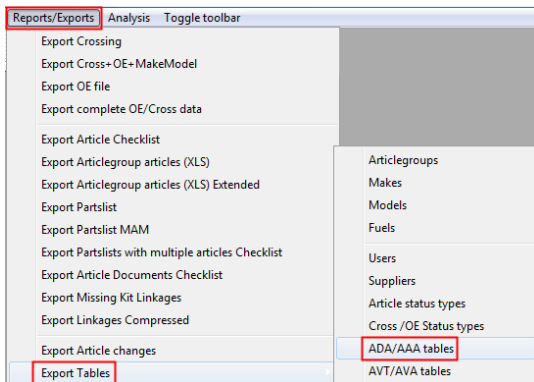 Reports/Exports Analysis Toggle toolbar
Export Crossing
Export Cross+OE+MakeModel
Export OE file
Export complete OE/Cross data
Export Article Checklist
Export Articlegroup articles (XLS)
Export Articlegroup articles (XLS) Extended
Export Partslist
Export Partslist MAM
Export Partslists with multiple articles Checklist
Export Article Documents Checklist
Export Missing Kit Linkages
Export Linkages Compressed
Export Article changes
Export Tables
Articlegroups
Makes
Models
Fuels
Users
Suppliers
Article status types
Cross /OE Status types
ADA/AAA tables
AVT/AVA tables